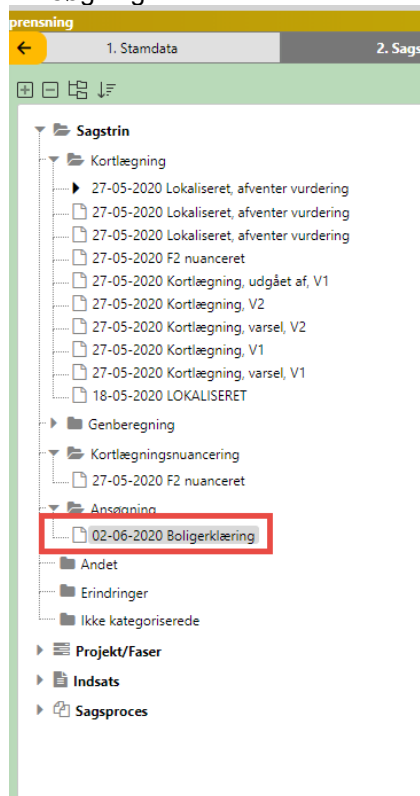 prensning
1. Stamdata
2. Sags
Sagstrin
Kortlægning
27-05-2020 Lokaliseret, afventer vurdering
27-05-2020 Lokaliseret, afventer vurdering
27-05-2020 Lokaliseret, afventer vurdering
27-05-2020 F2 nuanceret
27-05-2020 Kortlægning, udgået af, V1
27-05-2020 Kortlægning, V2
27-05-2020 Kortlægning, varsel, V2
27-05-2020 Kortlægning, V1
27-05-2020 Kortlægning, varsel, V1
18-05-2020 LOKALISERET
Genberegning
Kortlægningsnuancering
27-05-2020 F2 nuanceret
Ansøgning
02-06-2020 Boligerklæring
Andet
Erindringer
Ikke kategoriserede
Projekt/Faser
Indsats
Sagsproces